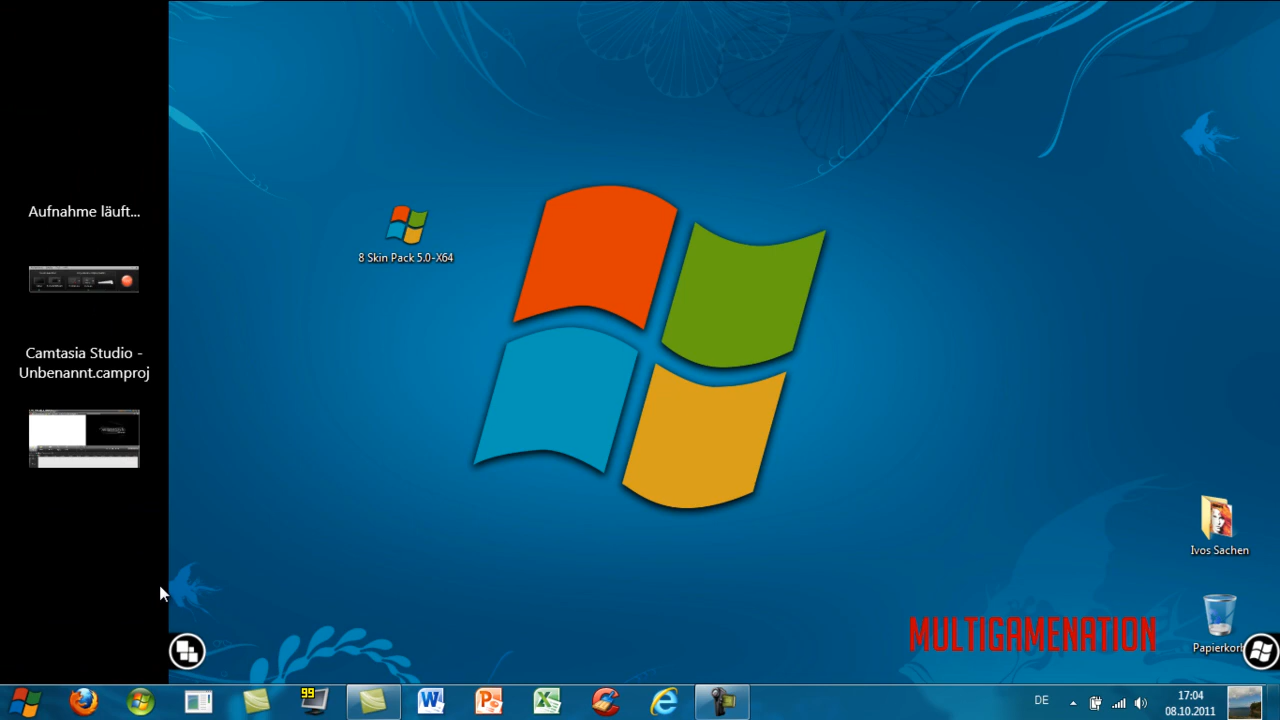 Aufnahme läuft...
Camtasia Studio -
Unbenannt.camproj
8 Skin Pack 5.0-X64
Ivos Sachen
MULTIGAMENATION
99
DE
17:04
08.10.2011